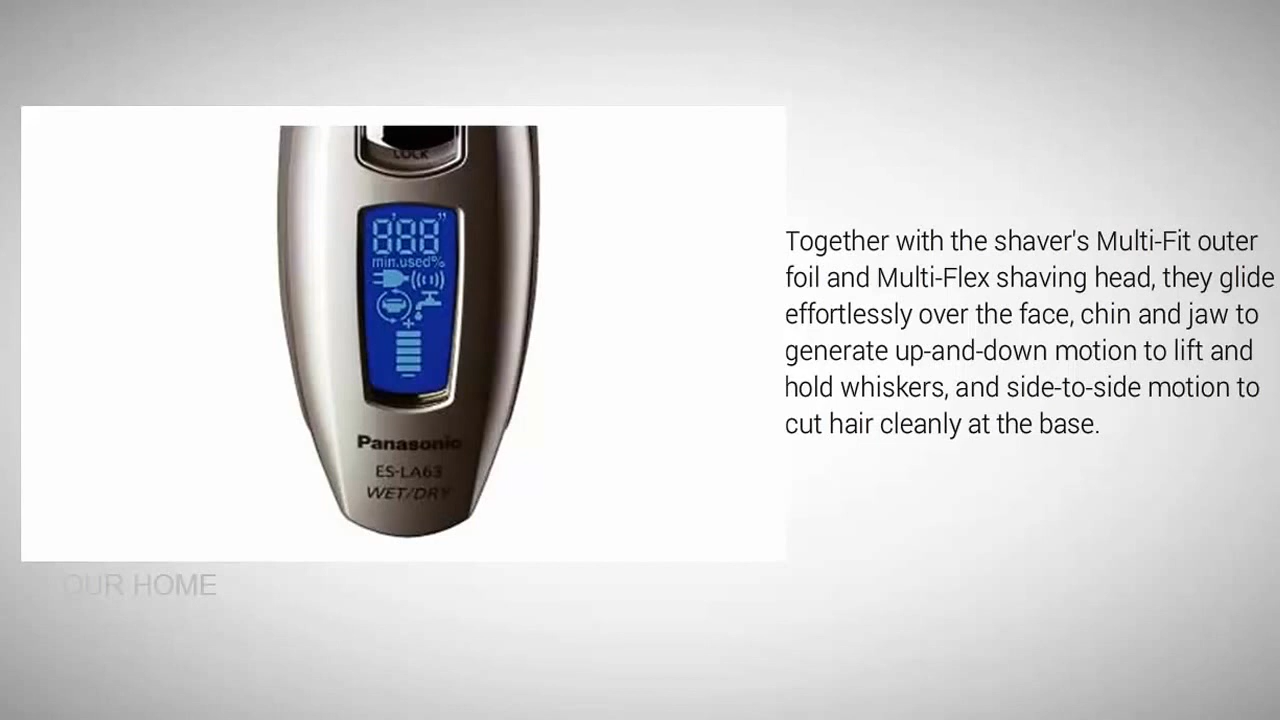 LOCK
888"
min.used%
Panasonic
ES-LA63
WET/DRY
Together with the shaver's Multi-Fit outer
foil and Multi-Flex shaving head, they glide
effortlessly over the face, chin and jaw to
generate up-and-down motion to lift and
hold whiskers, and side-to-side motion to
cut hair cleanly at the base.
OUR HOME